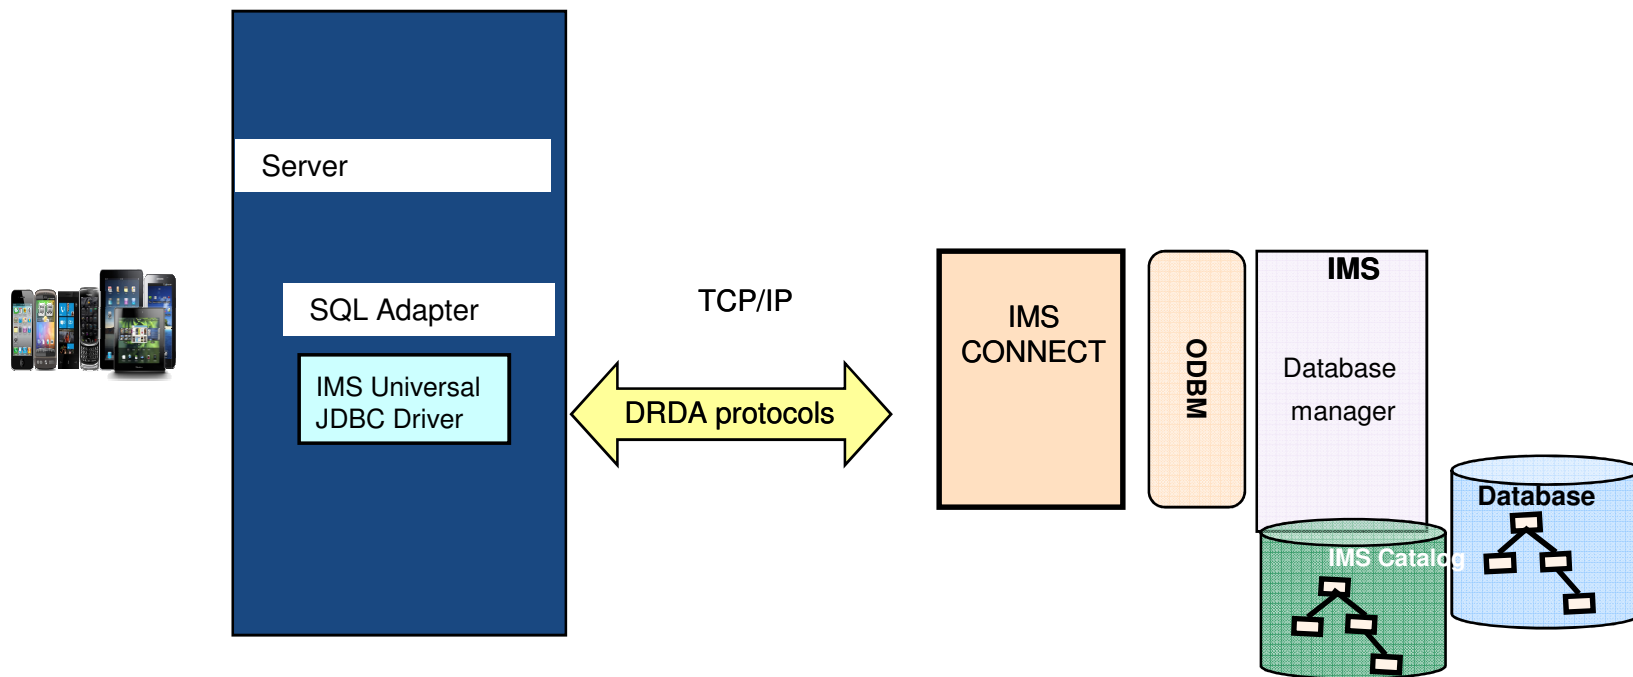 Server
SQL Adapter
IMS Universal
JDBC Driver
TCP/IP
DRDA protocols
IMS
CONNECT
ODBM
IMS
Database
manager
Database
IMS Catalog